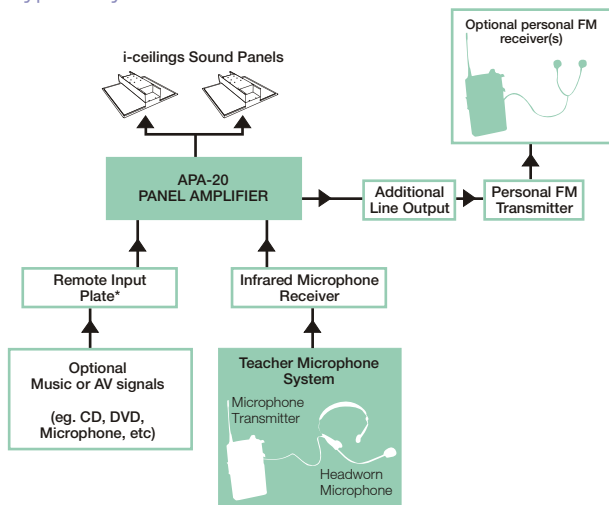 Optional personal FM
receiver(s)
i-ceilings Sound Panels
APA-20
PANEL AMPLIFIER
Additional
Line Output
Personal FM
Transmitter
Remote Input
Plate*
Infrared Microphone
Receiver
Optional
Music or AV signals
(eg. CD, DVD,
Microphone, etc)
Teacher Microphone
System
Microphone
Transmitter
Headworn
Microphone